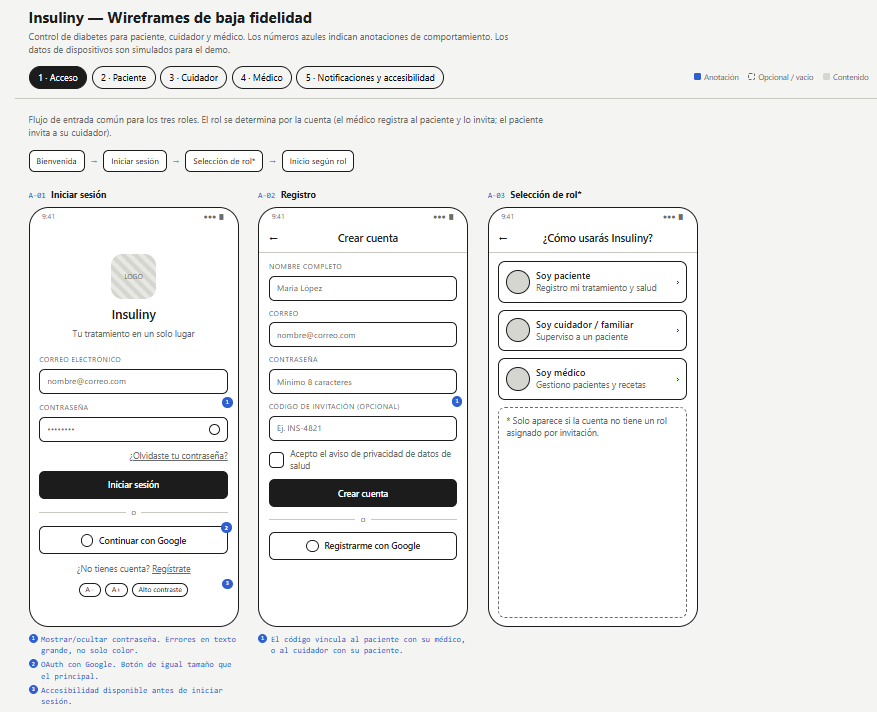 Insuliny — Wireframes de baja fidelidad
Control de diabetes para paciente, cuidador y médico. Los números azules indican anotaciones de comportamiento. Los
datos de dispositivos son simulados para el demo.
1 · Acceso
2 · Paciente
3 · Cuidador
4 · Médico
5 · Notificaciones y accesibilidad
Anotación
Opcional / vacío
Contenido
Flujo de entrada común para los tres roles. El rol se determina por la cuenta (el médico registra al paciente y lo invita; el paciente
invita a su cuidador).
Bienvenida
→
Iniciar sesión
→
Selección de rol*
→
Inicio según rol
A-01 Iniciar sesión
9:41
LOGO
Insuliny
Tu tratamiento en un solo lugar
CORREO ELECTRÓNICO
nombre@correo.com
1
CONTRASEÑA
••••••••
¿Olvidaste tu contraseña?
Iniciar sesión
o
2
Continuar con Google
¿No tienes cuenta? Regístrate
3
A-
A+
Alto contraste
1 Mostrar/ocultar contraseña. Errores en texto
grande, no solo color.
2 OAuth con Google. Botón de igual tamaño que
el principal.
3 Accesibilidad disponible antes de iniciar
sesión.
A-02 Registro
9:41
← Crear cuenta
NOMBRE COMPLETO
María López
CORREO
nombre@correo.com
CONTRASEÑA
Mínimo 8 caracteres
1
CÓDIGO DE INVITACIÓN (OPCIONAL)
Ej. INS-4821
Acepto el aviso de privacidad de datos de
salud
Crear cuenta
o
Registrarme con Google
1 El código vincula al paciente con su médico,
o al cuidador con su paciente.
A-03 Selección de rol*
9:41
← ¿Cómo usarás Insuliny?
Soy paciente
Registro mi tratamiento y salud
›
Soy cuidador / familiar
Superviso a un paciente
›
Soy médico
Gestiono pacientes y recetas
›
* Solo aparece si la cuenta no tiene un rol
asignado por invitación.